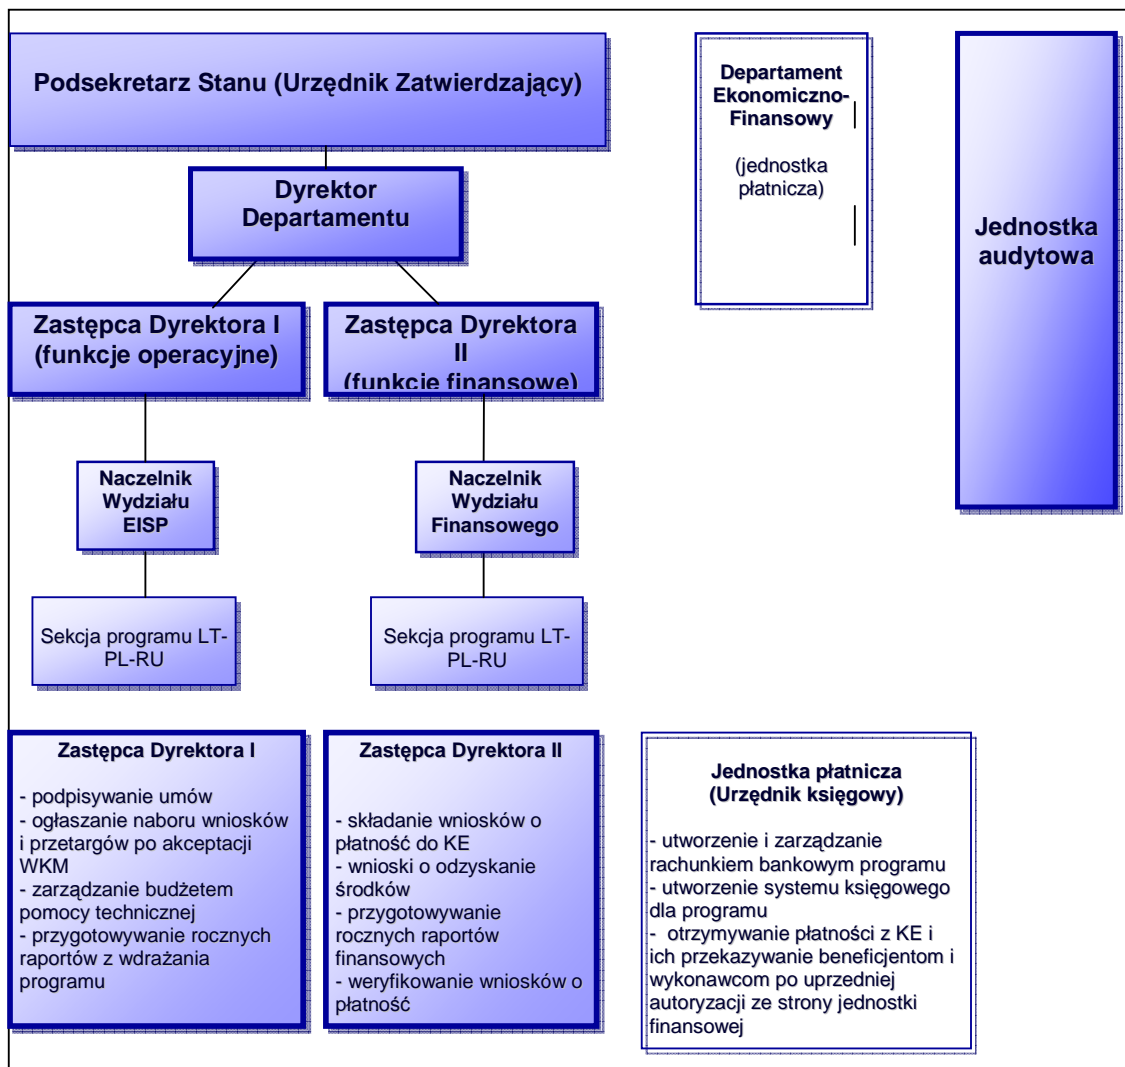 Podsekretarz Stanu (Urzędnik Zatwierdzający)
Departament
Ekonomiczno-
Finansowy
(jednostka
płatnicza)
Jednostka
audytowa
Dyrektor
Departamentu
Zastępca Dyrektora I
(funkcje operacyjne)
Zastępca Dyrektora
II
(funkcje finansowe)
Naczelnik
Wydziału
EISP
Naczelnik
Wydziału
Finansowego
Sekcja programu LT-
PL-RU
Sekcja programu LT-
PL-RU
Zastępca Dyrektora I
- podpisywanie umów
- ogłaszanie naboru wniosków
i przetargów po akceptacji
WKM
- zarządzanie budżetem
pomocy technicznej
- przygotowywanie rocznych
raportów z wdrażania
programu
Zastępca Dyrektora II
- składanie wniosków o
płatność do KE
- wnioski o odzyskanie
środków
- przygotowywanie
rocznych raportów
finansowych
- weryfikowanie wniosków o
płatność
Jednostka płatnicza
(Urzędnik księgowy)
- utworzenie i zarządzanie
rachunkiem bankowym programu
- utworzenie systemu księgowego
dla programu
- otrzymywanie płatności z KE i
ich przekazywanie beneficjentom i
wykonawcom po uprzedniej
autoryzacji ze strony jednostki
finansowej